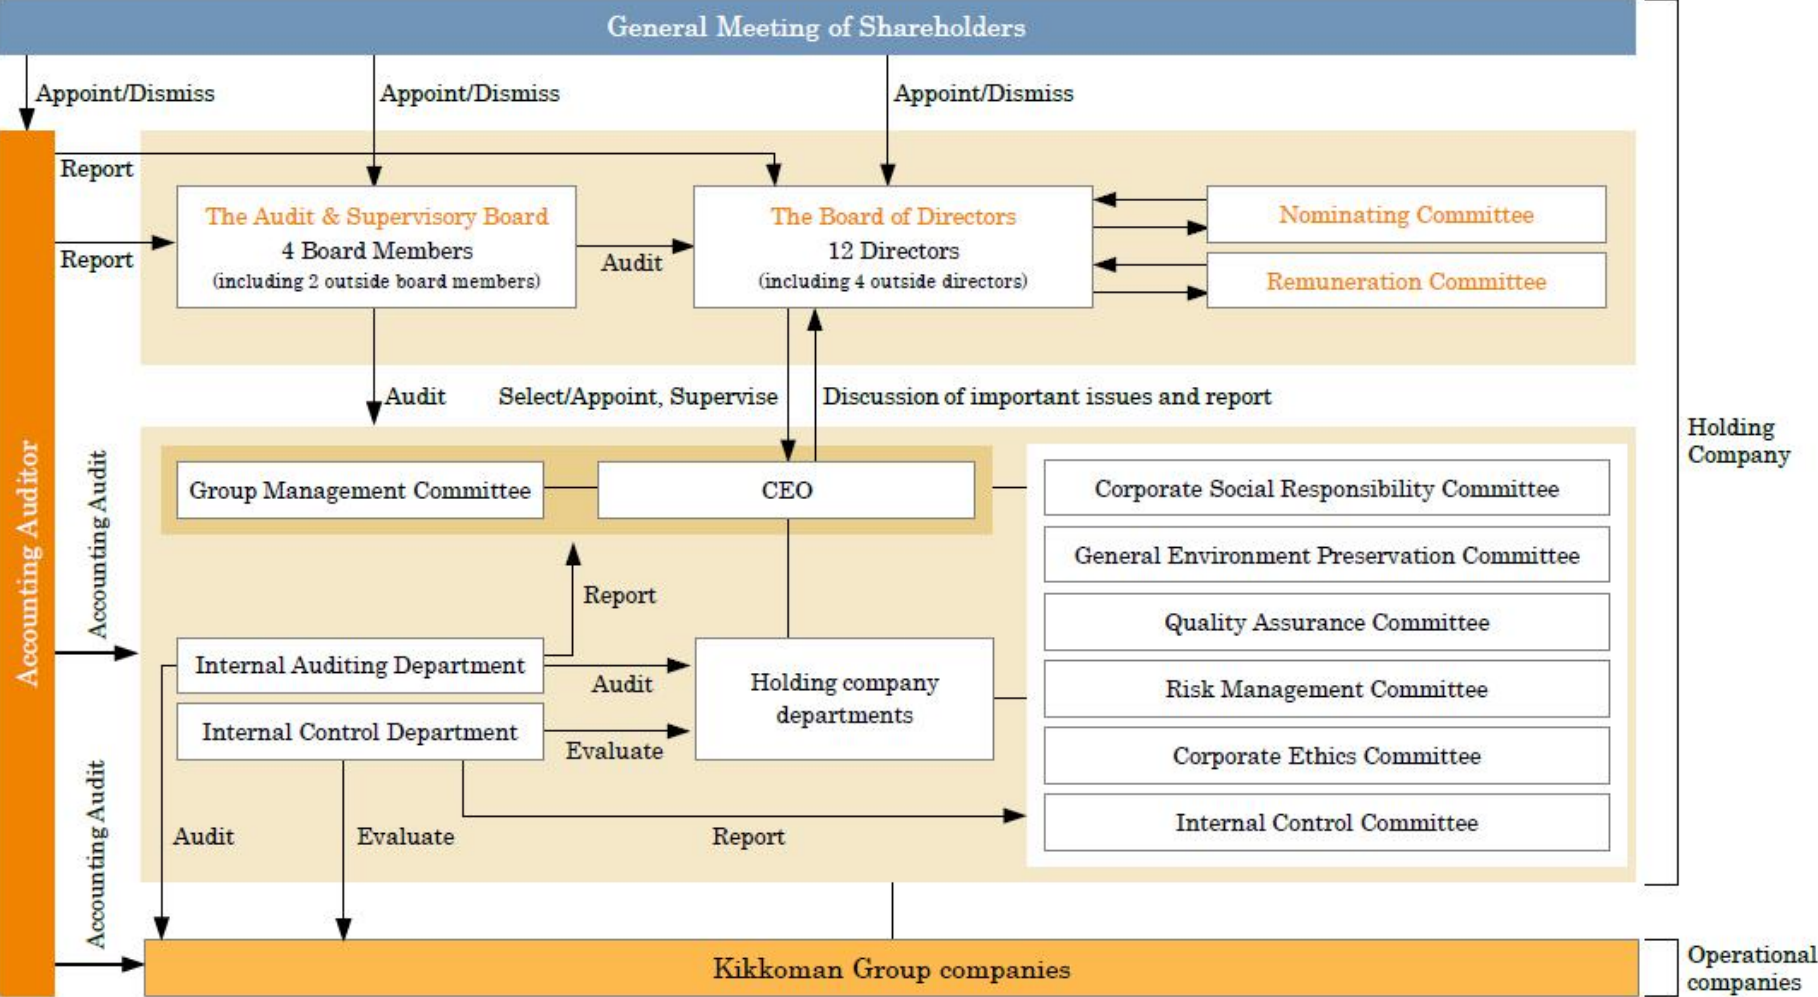 General Meeting of Shareholders
Appoint/Dismiss
Appoint/Dismiss
Appoint/Dismiss
Report
Report
The Audit & Supervisory Board
4 Board Members
(including 2 outside board members)
Audit
The Board of Directors
12 Directors
(including 4 outside directors)
Nominating Committee
Remuneration Committee
Audit
Select/Appoint, Supervise
Discussion of important issues and report
Holding
Company
Accounting Auditor
Accounting Audit
Group Management Committee
CEO
Corporate Social Responsibility Committee
General Environment Preservation Committee
Quality Assurance Committee
Risk Management Committee
Corporate Ethics Committee
Internal Control Committee
Report
Internal Auditing Department
Audit
Internal Control Department
Evaluate
Holding company
departments
Accounting Audit
Audit
Evaluate
Report
Kikkoman Group companies
Operational
companies